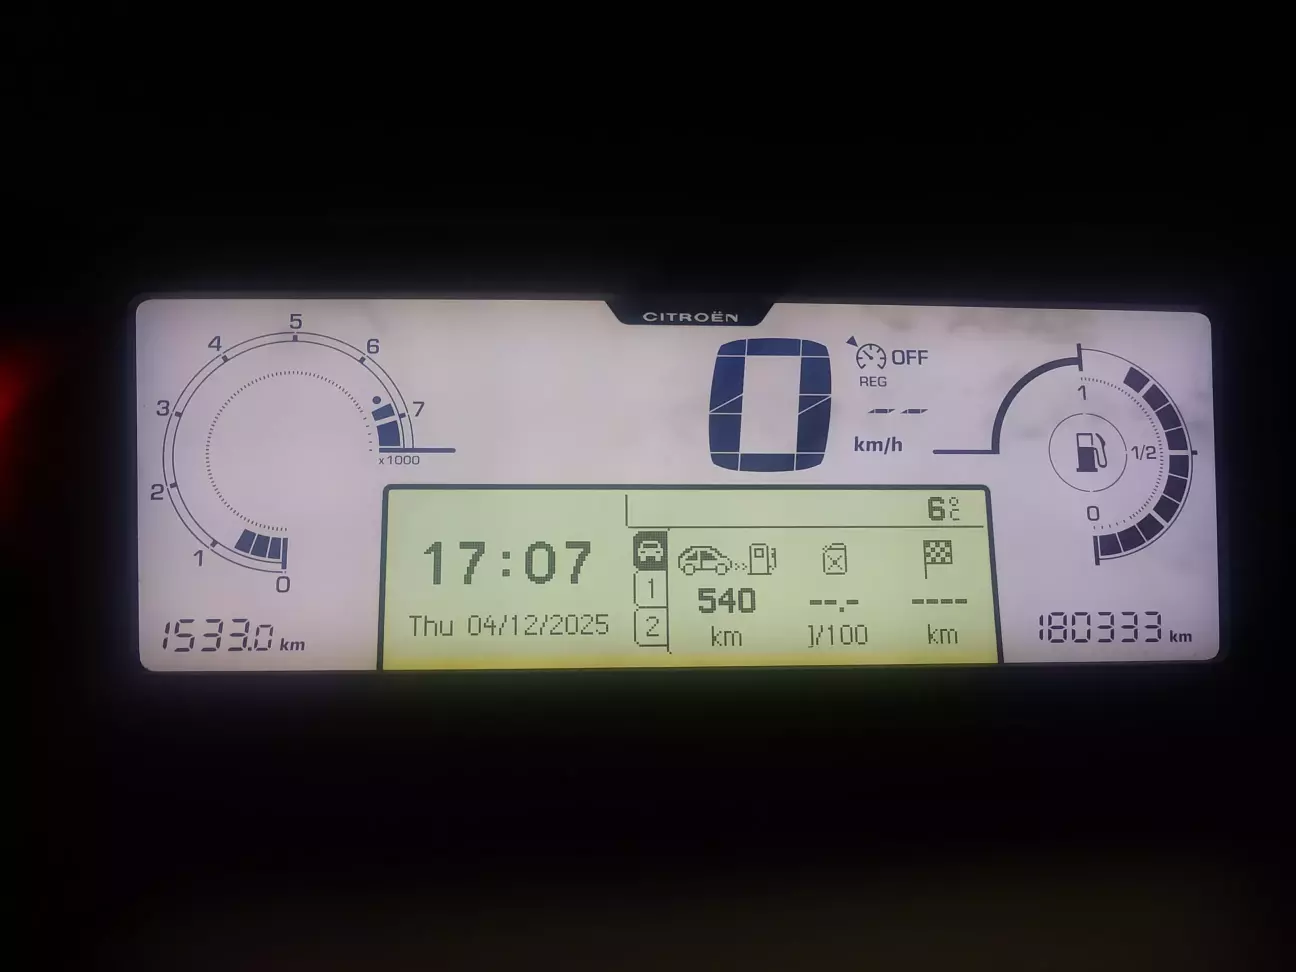 CITROËN
5
4
6
3
7
x1000
2
1
0
1533.0 km
0
OFF
REG
-- --
km/h
1
1/2
0
180333 km
6°C
17:07
Thu 04/12/2025
1
2
540
km
--.-
l/100
----
km